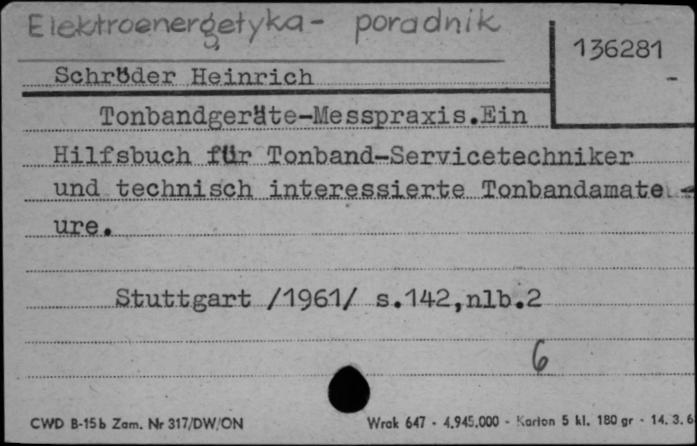 Elektroenergetyka - poradnik
136281
Schröder Heinrich
-
Tonbandgeräte-Messpraxis.Ein
Hilfsbuch für Tonband-Servicetechniker
und technisch interessierte Tonbandamate -
ure.
Stuttgart /1961/ s.142,nlb.2
6
CWD B-15b Zam. Nr 317/DW/ON
Wrak 647 - 4.945.000 - Karton 5 kl. 180 gr - 14. 3. 6